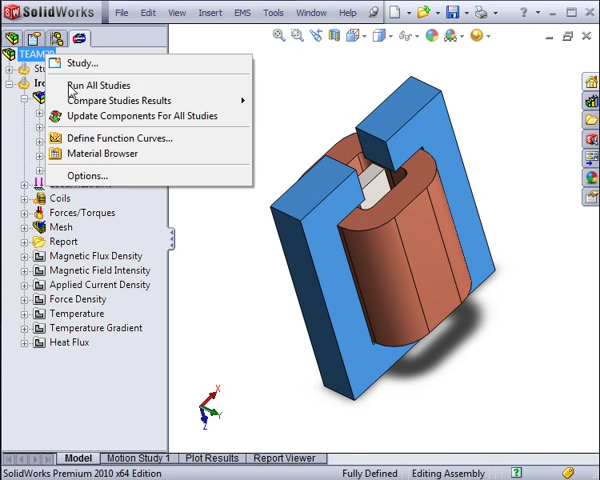 SW SolidWorks File Edit View Insert EMS Tools Window Help
TEAM20
Study...
Run All Studies
Compare Studies Results
Update Components For All Studies
Define Function Curves...
Material Browser
Options...
Coils
Forces/Torques
Mesh
Report
Magnetic Flux Density
Magnetic Field Intensity
Applied Current Density
Force Density
Temperature
Temperature Gradient
Heat Flux
X
Y
Z
Model Motion Study 1 Plot Results Report Viewer
SolidWorks Premium 2010 x64 Edition Fully Defined Editing Assembly ?